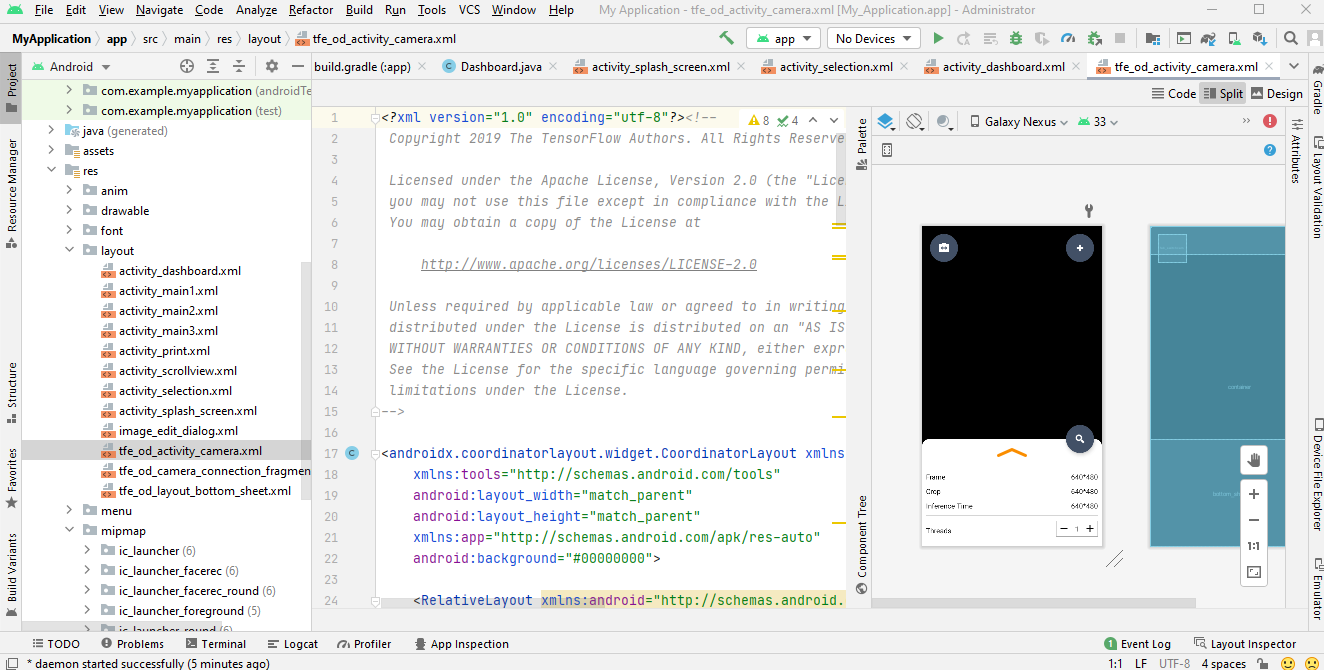 File Edit View Navigate Code Analyze Refactor Build Run Tools VCS Window Help My Application - tfe_od_activity_camera.xml [My_Application.app] - Administrator
MyApplication app src main res layout tfe_od_activity_camera.xml app No Devices
Android build.gradle (:app) Dashboard.java activity_splash_screen.xml activity_selection.xml activity_dashboard.xml tfe_od_activity_camera.xml
Code Split Design
Project
Resource Manager
Structure
Favorites
Build Variants
com.example.myapplication (androidTe
com.example.myapplication (test)
java (generated)
assets
res
anim
drawable
font
layout
activity_dashboard.xml
activity_main1.xml
activity_main2.xml
activity_main3.xml
activity_print.xml
activity_scrollview.xml
activity_selection.xml
activity_splash_screen.xml
image_edit_dialog.xml
tfe_od_activity_camera.xml
tfe_od_camera_connection_fragmen
tfe_od_layout_bottom_sheet.xml
menu
mipmap
ic_launcher (6)
ic_launcher_facerec (6)
ic_launcher_facerec_round (6)
ic_launcher_foreground (5)
ic_launcher_round (6)
1 <?xml version="1.0" encoding="utf-8"?><!-- 8 4
2 Copyright 2019 The TensorFlow Authors. All Rights Reserve
3
4 Licensed under the Apache License, Version 2.0 (the "Lice
5 you may not use this file except in compliance with the L
6 You may obtain a copy of the License at
7
8 http://www.apache.org/licenses/LICENSE-2.0
9
10 Unless required by applicable law or agreed to in writing
11 distributed under the License is distributed on an "AS IS
12 WITHOUT WARRANTIES OR CONDITIONS OF ANY KIND, either expr
13 See the License for the specific language governing permi
14 limitations under the License.
15 -->
16
17 <androidx.coordinatorlayout.widget.CoordinatorLayout xmlns
18 xmlns:tools="http://schemas.android.com/tools"
19 android:layout_width="match_parent"
20 android:layout_height="match_parent"
21 xmlns:app="http://schemas.android.com/apk/res-auto"
22 android:background="#00000000">
23
24 <RelativeLayout xmlns:android="http://schemas.android.
Palette
Component Tree
Galaxy Nexus 33
Frame 640*480
Crop 640*480
Inference Time 640*480
Threads 1
container
1:1
Attributes
Gradle
Layout Validation
Device File Explorer
Emulator
TODO Problems Terminal Logcat Profiler App Inspection Event Log Layout Inspector
* daemon started successfully (5 minutes ago) 1:1 LF UTF-8 4 spaces